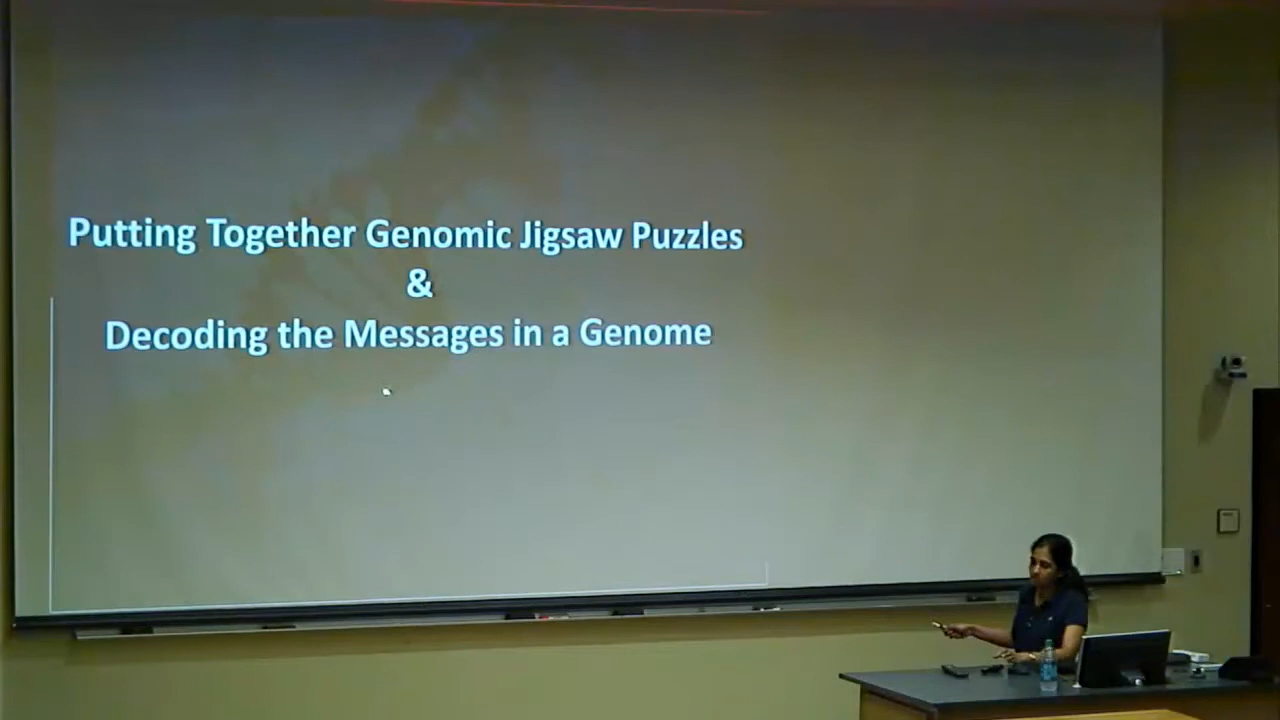 Putting Together Genomic Jigsaw Puzzles
&
Decoding the Messages in a Genome